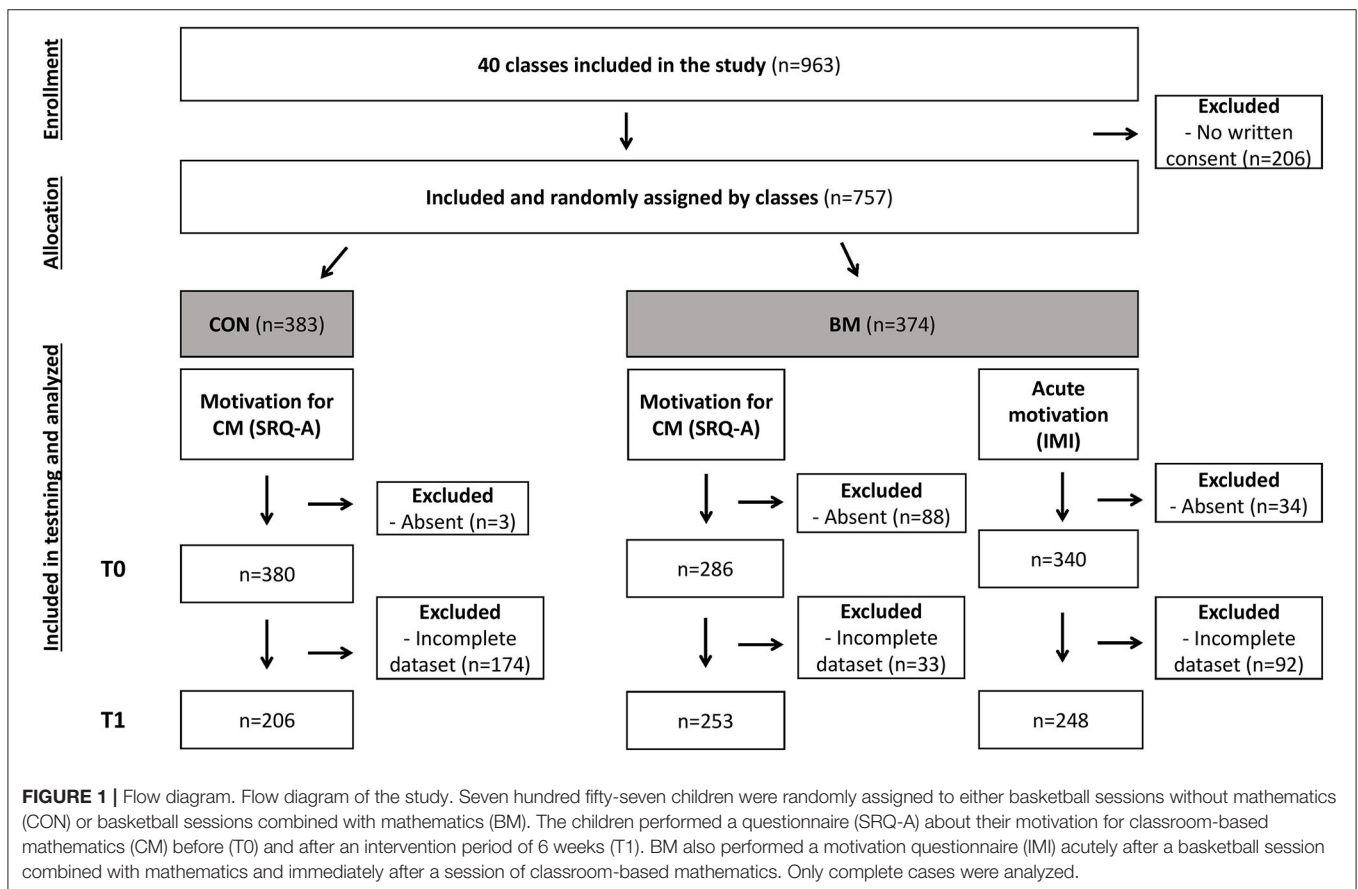 Enrollment
40 classes included in the study (n=963)
Excluded
- No written
consent (n=206)
Allocation
Included and randomly assigned by classes (n=757)
Included in testning and analyzed
CON (n=383)
BM (n=374)
Motivation for
CM (SRQ-A)
Motivation for
CM (SRQ-A)
Acute
motivation
(IMI)
Excluded
- Absent (n=3)
Excluded
- Absent (n=88)
Excluded
- Absent (n=34)
T0
n=380
n=286
n=340
Excluded
- Incomplete
dataset (n=174)
Excluded
- Incomplete
dataset (n=33)
Excluded
- Incomplete
dataset (n=92)
T1
n=206
n=253
n=248
FIGURE 1 | Flow diagram. Flow diagram of the study. Seven hundred fifty-seven children were randomly assigned to either basketball sessions without mathematics
(CON) or basketball sessions combined with mathematics (BM). The children performed a questionnaire (SRQ-A) about their motivation for classroom-based
mathematics (CM) before (T0) and after an intervention period of 6 weeks (T1). BM also performed a motivation questionnaire (IMI) acutely after a basketball session
combined with mathematics and immediately after a session of classroom-based mathematics. Only complete cases were analyzed.